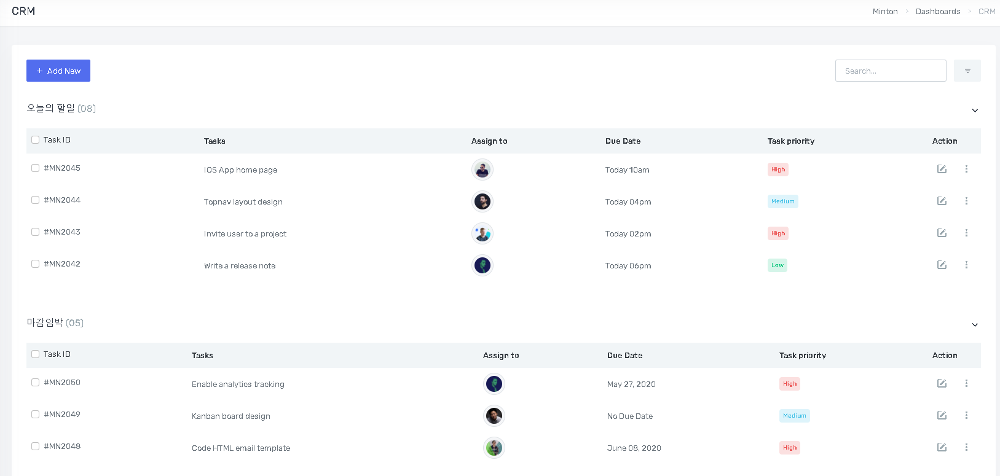 CRM
Minton > Dashboards > CRM
+ Add New
Search...
오늘의 할일 (08)
Task ID Tasks Assign to Due Date Task priority Action
#MN2045 IOS App home page Today 10am High
#MN2044 Topnav layout design Today 04pm Medium
#MN2043 Invite user to a project Today 02pm High
#MN2042 Write a release note Today 06pm Low
마감임박 (05)
Task ID Tasks Assign to Due Date Task priority Action
#MN2050 Enable analytics tracking May 27, 2020 High
#MN2049 Kanban board design No Due Date Medium
#MN2048 Code HTML email template June 08, 2020 High